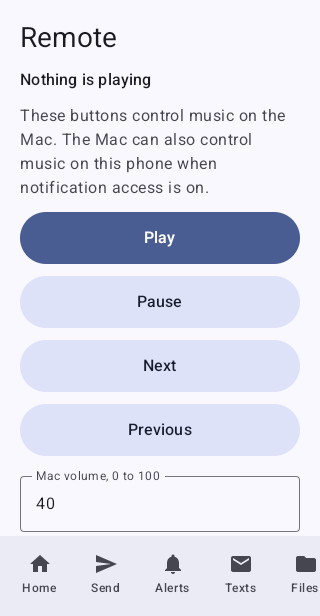 Remote
Nothing is playing
These buttons control music on the
Mac. The Mac can also control
music on this phone when
notification access is on.
Play
Pause
Next
Previous
Mac volume, 0 to 100
40
Home Send Alerts Texts Files